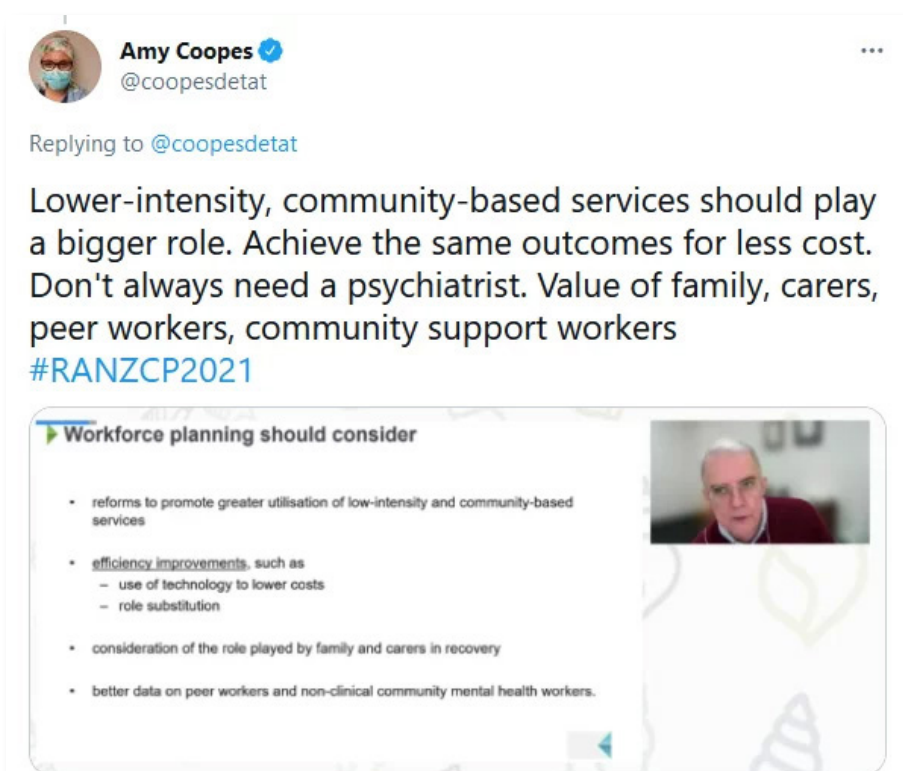 Amy Coopes
@coopesdetat
Replying to @coopesdetat
Lower-intensity, community-based services should play
a bigger role. Achieve the same outcomes for less cost.
Don't always need a psychiatrist. Value of family, carers,
peer workers, community support workers
#RANZCP2021
Workforce planning should consider
• reforms to promote greater utilisation of low-intensity and community-based
services
• efficiency improvements, such as
– use of technology to lower costs
– role substitution
• consideration of the role played by family and carers in recovery
• better data on peer workers and non-clinical community mental health workers.